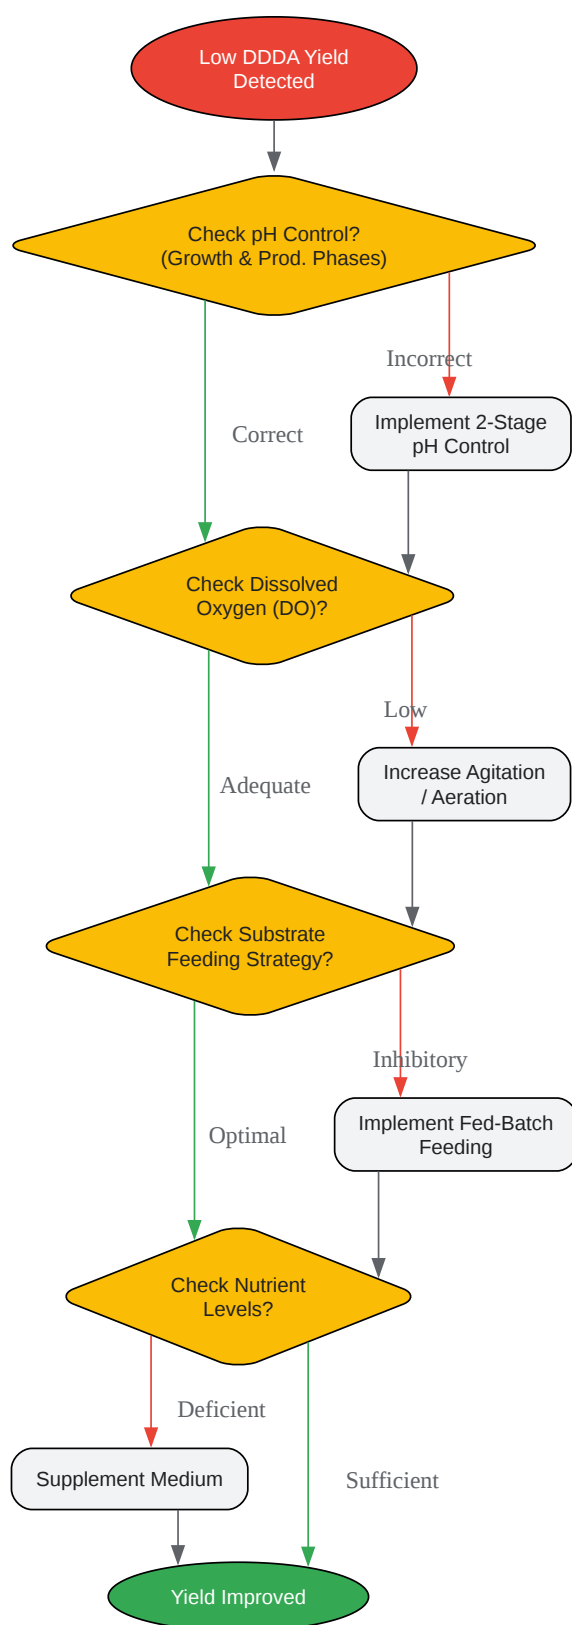 Low DDDA Yield
Detected
Check pH Control?
(Growth & Prod. Phases)
Incorrect
Implement 2-Stage
pH Control
Correct
Check Dissolved
Oxygen (DO)?
Low
Increase Agitation
/ Aeration
Adequate
Check Substrate
Feeding Strategy?
Inhibitory
Implement Fed-Batch
Feeding
Optimal
Check Nutrient
Levels?
Deficient
Supplement Medium
Sufficient
Yield Improved